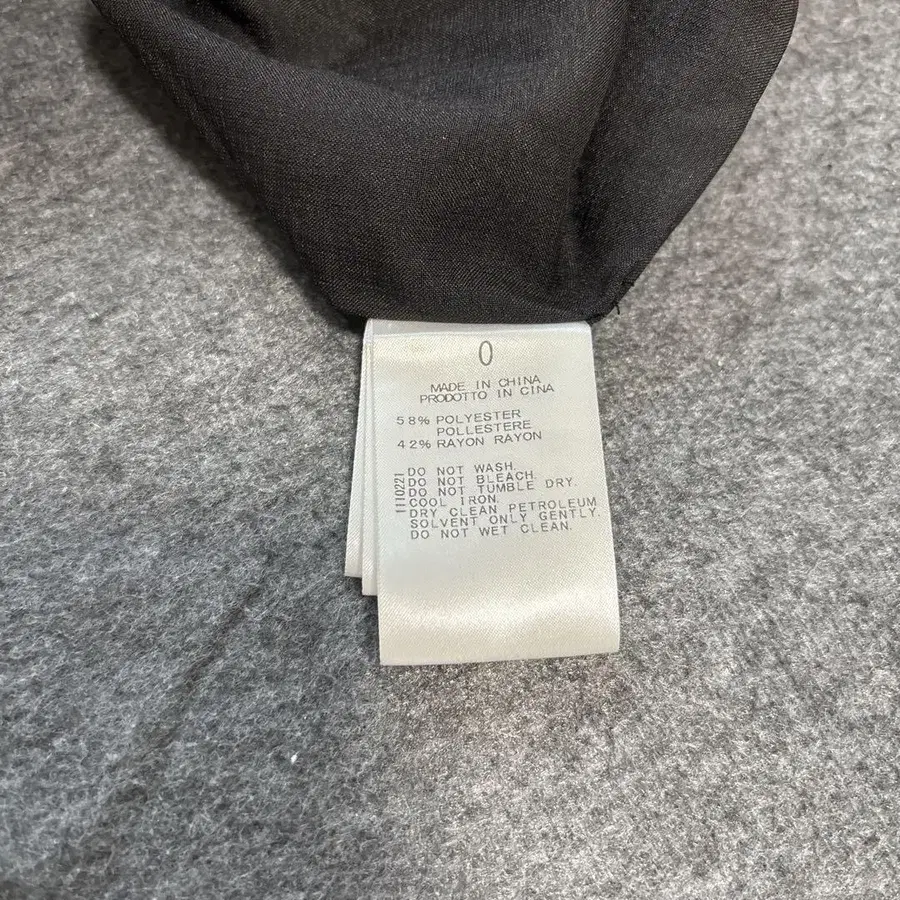 0
MADE IN CHINA
PRODOTTO IN CINA
58% POLYESTER
POLLESTERE
42% RAYON RAYON
1110221
DO NOT WASH.
DO NOT BLEACH.
DO NOT TUMBLE DRY.
COOL IRON.
DRY CLEAN PETROLEUM
SOLVENT ONLY GENTLY.
DO NOT WET CLEAN.